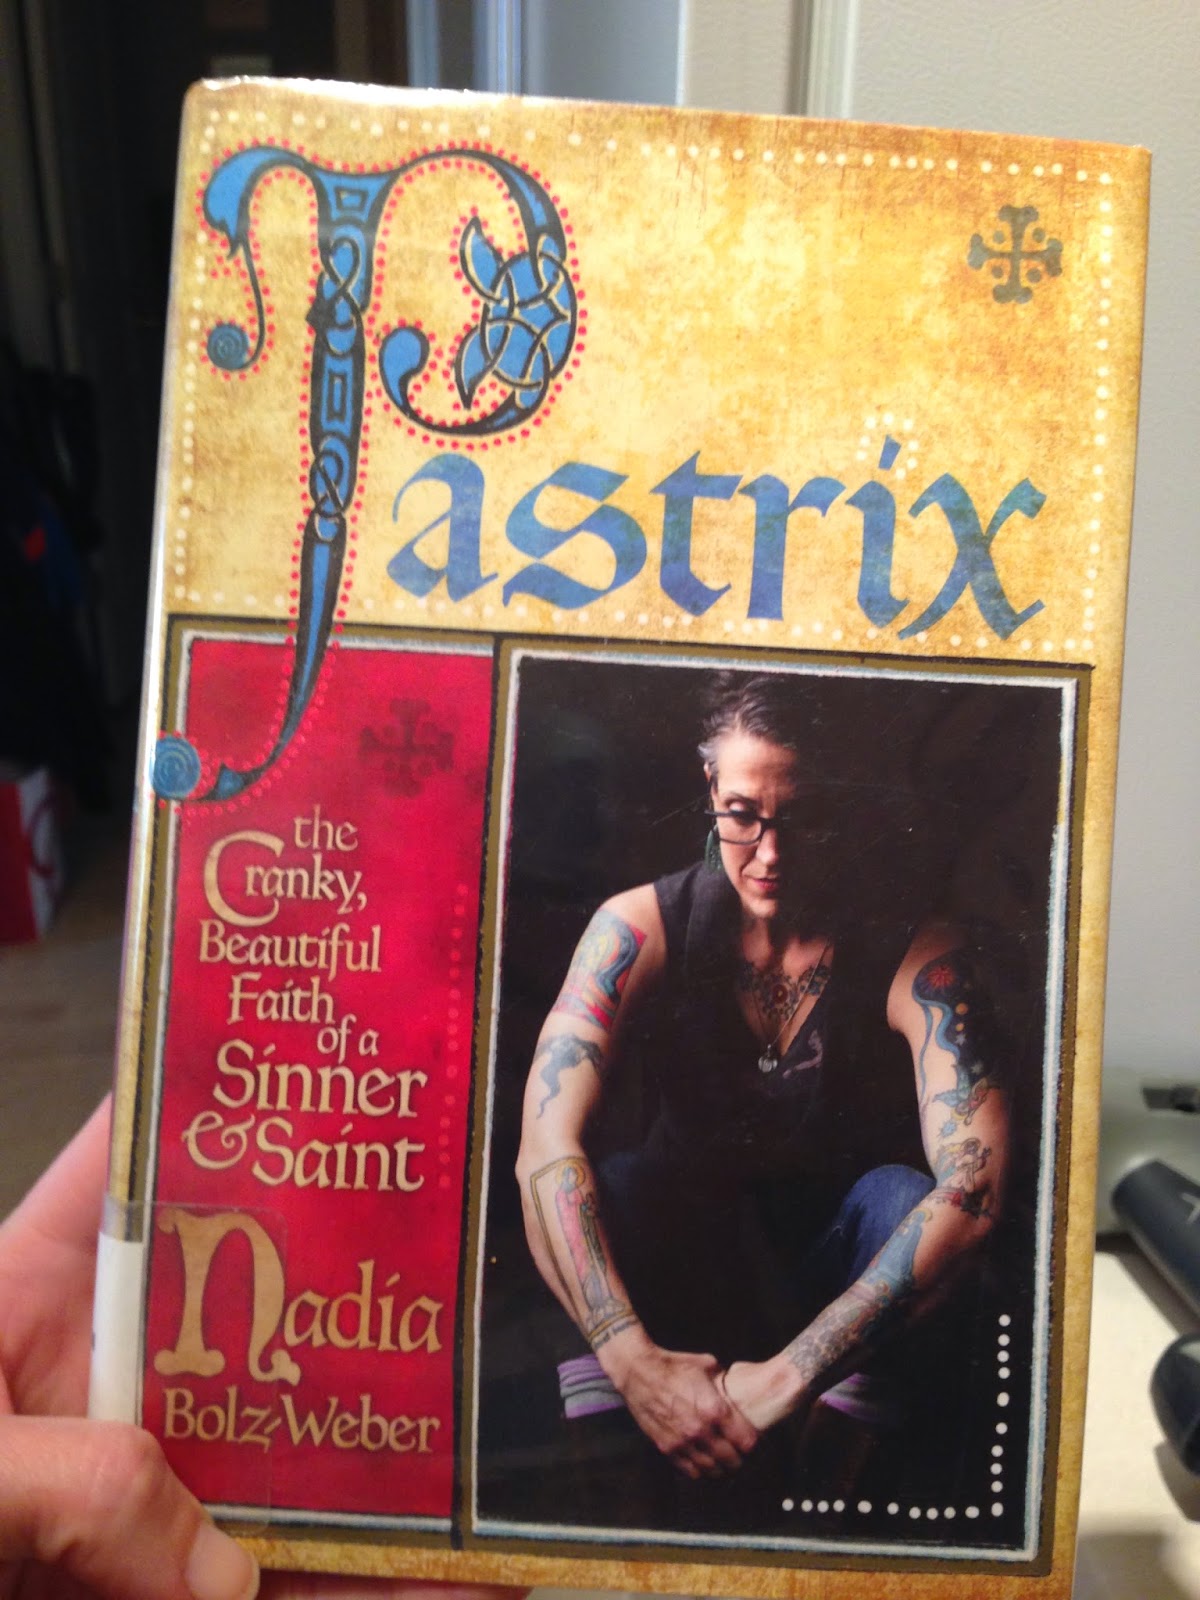 Pastrix
the
Cranky,
Beautiful
Faith
of a
Sinner
& Saint
Nadia
Bolz-Weber